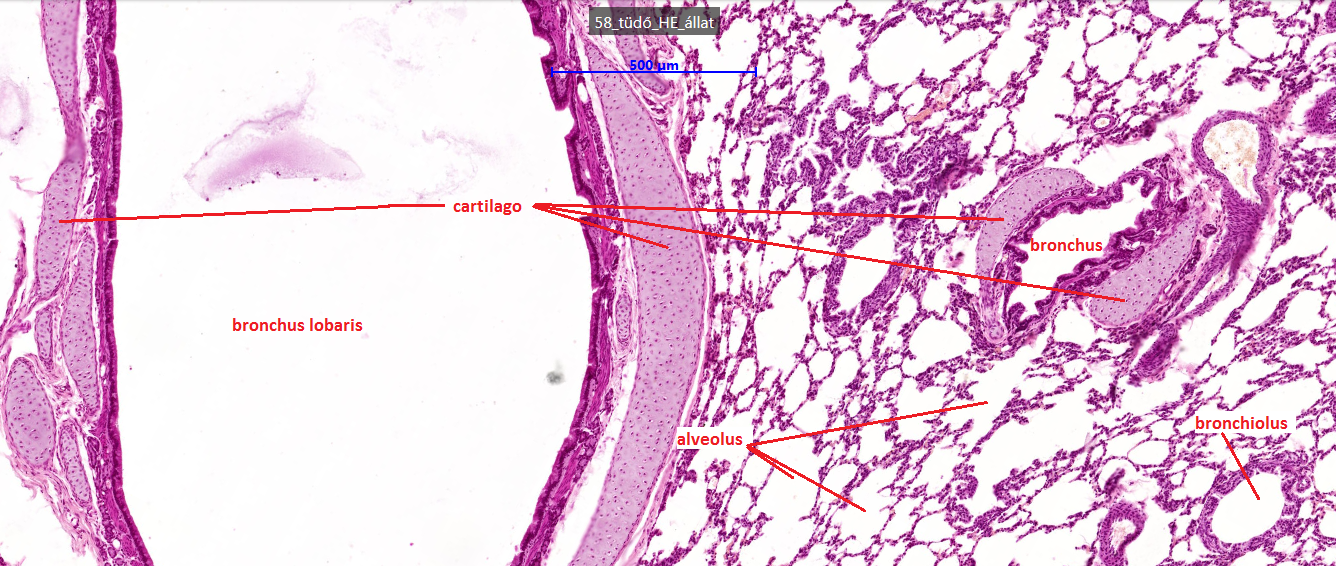 58_tüdő_HE_állat
500 µm
cartilago
bronchus
bronchus lobaris
bronchiolus
alveolus